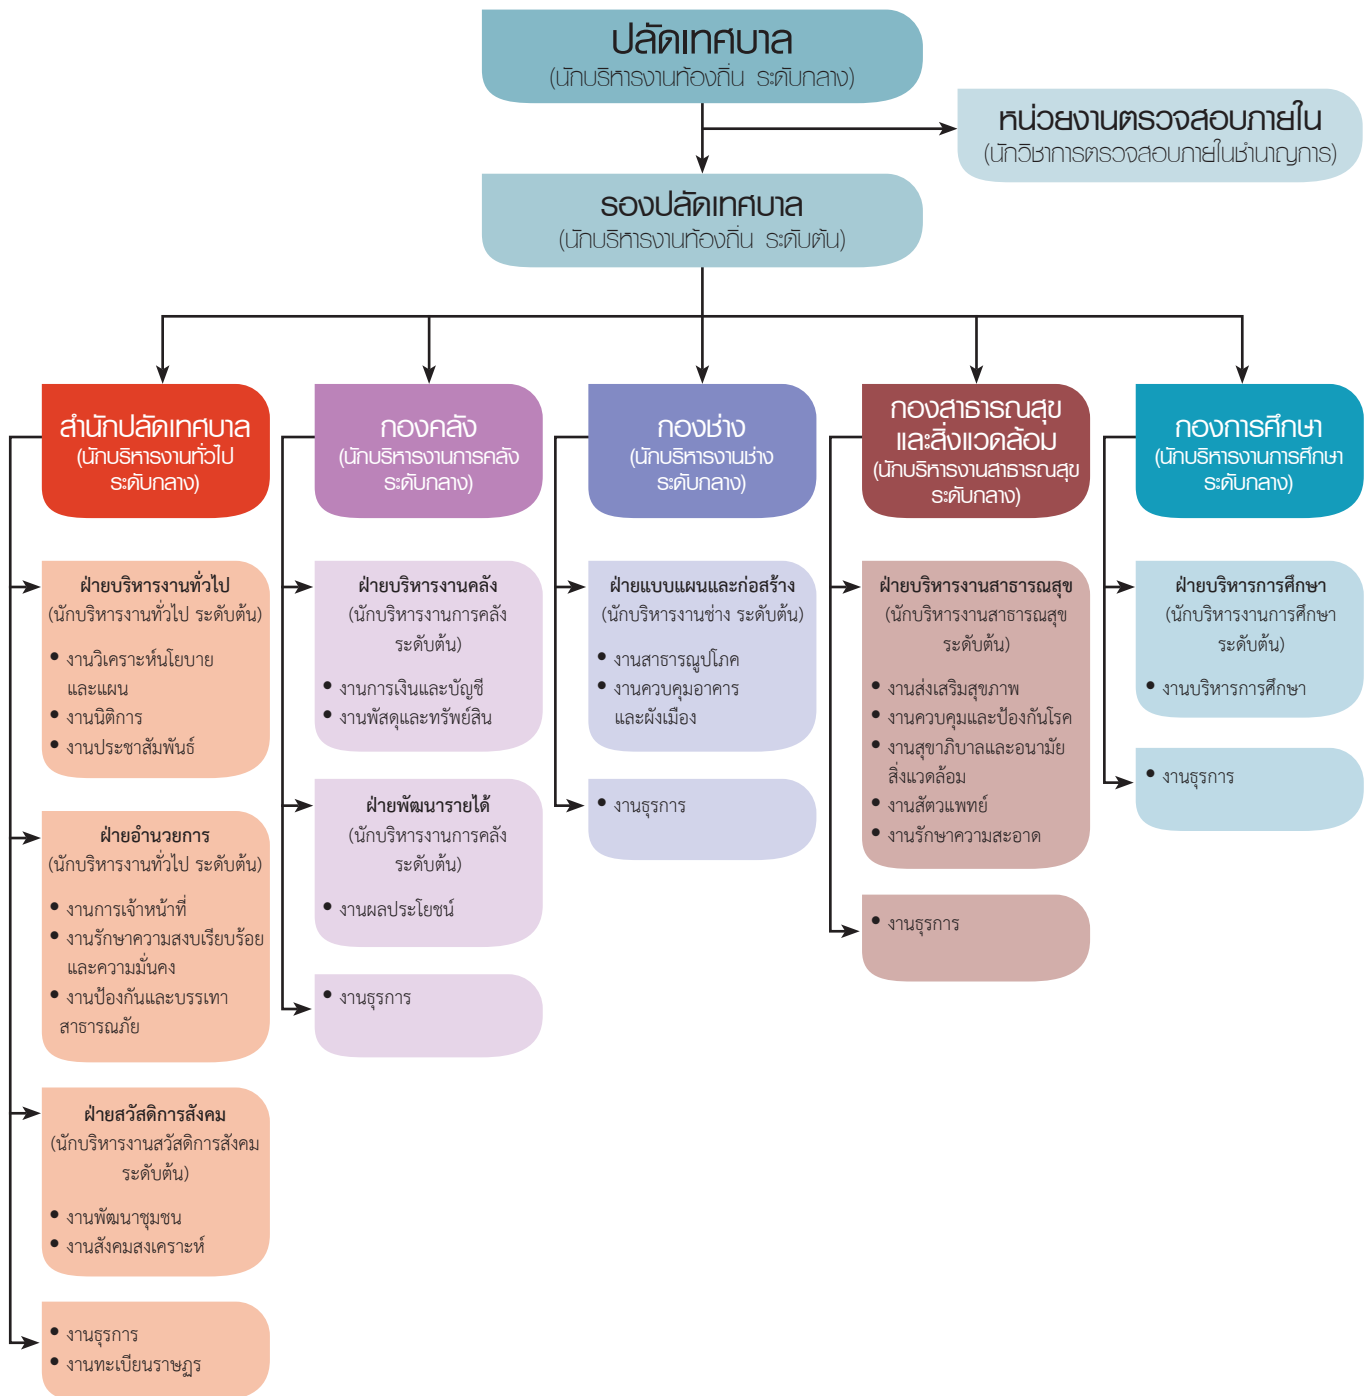 ปลัดเทศบาล
(นักบริหารงานท้องถิ่น ระดับกลาง)
หน่วยงานตรวจสอบภายใน
(นักวิชาการตรวจสอบภายในชำนาญการ)
รองปลัดเทศบาล
(นักบริหารงานท้องถิ่น ระดับต้น)
สำนักปลัดเทศบาล
(นักบริหารงานทั่วไป
ระดับกลาง)
ฝ่ายบริหารงานทั่วไป
(นักบริหารงานทั่วไป ระดับต้น)
• งานวิเคราะห์นโยบาย
และแผน
• งานนิติการ
• งานประชาสัมพันธ์
ฝ่ายอำนวยการ
(นักบริหารงานทั่วไป ระดับต้น)
• งานการเจ้าหน้าที่
• งานรักษาความสงบเรียบร้อย
และความมั่นคง
• งานป้องกันและบรรเทา
สาธารณภัย
ฝ่ายสวัสดิการสังคม
(นักบริหารงานสวัสดิการสังคม
ระดับต้น)
• งานพัฒนาชุมชน
• งานสังคมสงเคราะห์
• งานธุรการ
• งานทะเบียนราษฎร
กองคลัง
(นักบริหารงานการคลัง
ระดับกลาง)
ฝ่ายบริหารงานคลัง
(นักบริหารงานการคลัง
ระดับต้น)
• งานการเงินและบัญชี
• งานพัสดุและทรัพย์สิน
ฝ่ายพัฒนารายได้
(นักบริหารงานการคลัง
ระดับต้น)
• งานผลประโยชน์
• งานธุรการ
กองช่าง
(นักบริหารงานช่าง
ระดับกลาง)
ฝ่ายแบบแผนและก่อสร้าง
(นักบริหารงานช่าง ระดับต้น)
• งานสาธารณูปโภค
• งานควบคุมอาคาร
และผังเมือง
• งานธุรการ
กองสาธารณสุข
และสิ่งแวดล้อม
(นักบริหารงานสาธารณสุข
ระดับกลาง)
ฝ่ายบริหารงานสาธารณสุข
(นักบริหารงานสาธารณสุข
ระดับต้น)
• งานส่งเสริมสุขภาพ
• งานควบคุมและป้องกันโรค
• งานสุขาภิบาลและอนามัย
สิ่งแวดล้อม
• งานสัตวแพทย์
• งานรักษาความสะอาด
• งานธุรการ
กองการศึกษา
(นักบริหารงานการศึกษา
ระดับกลาง)
ฝ่ายบริหารการศึกษา
(นักบริหารงานการศึกษา
ระดับต้น)
• งานบริหารการศึกษา
• งานธุรการ